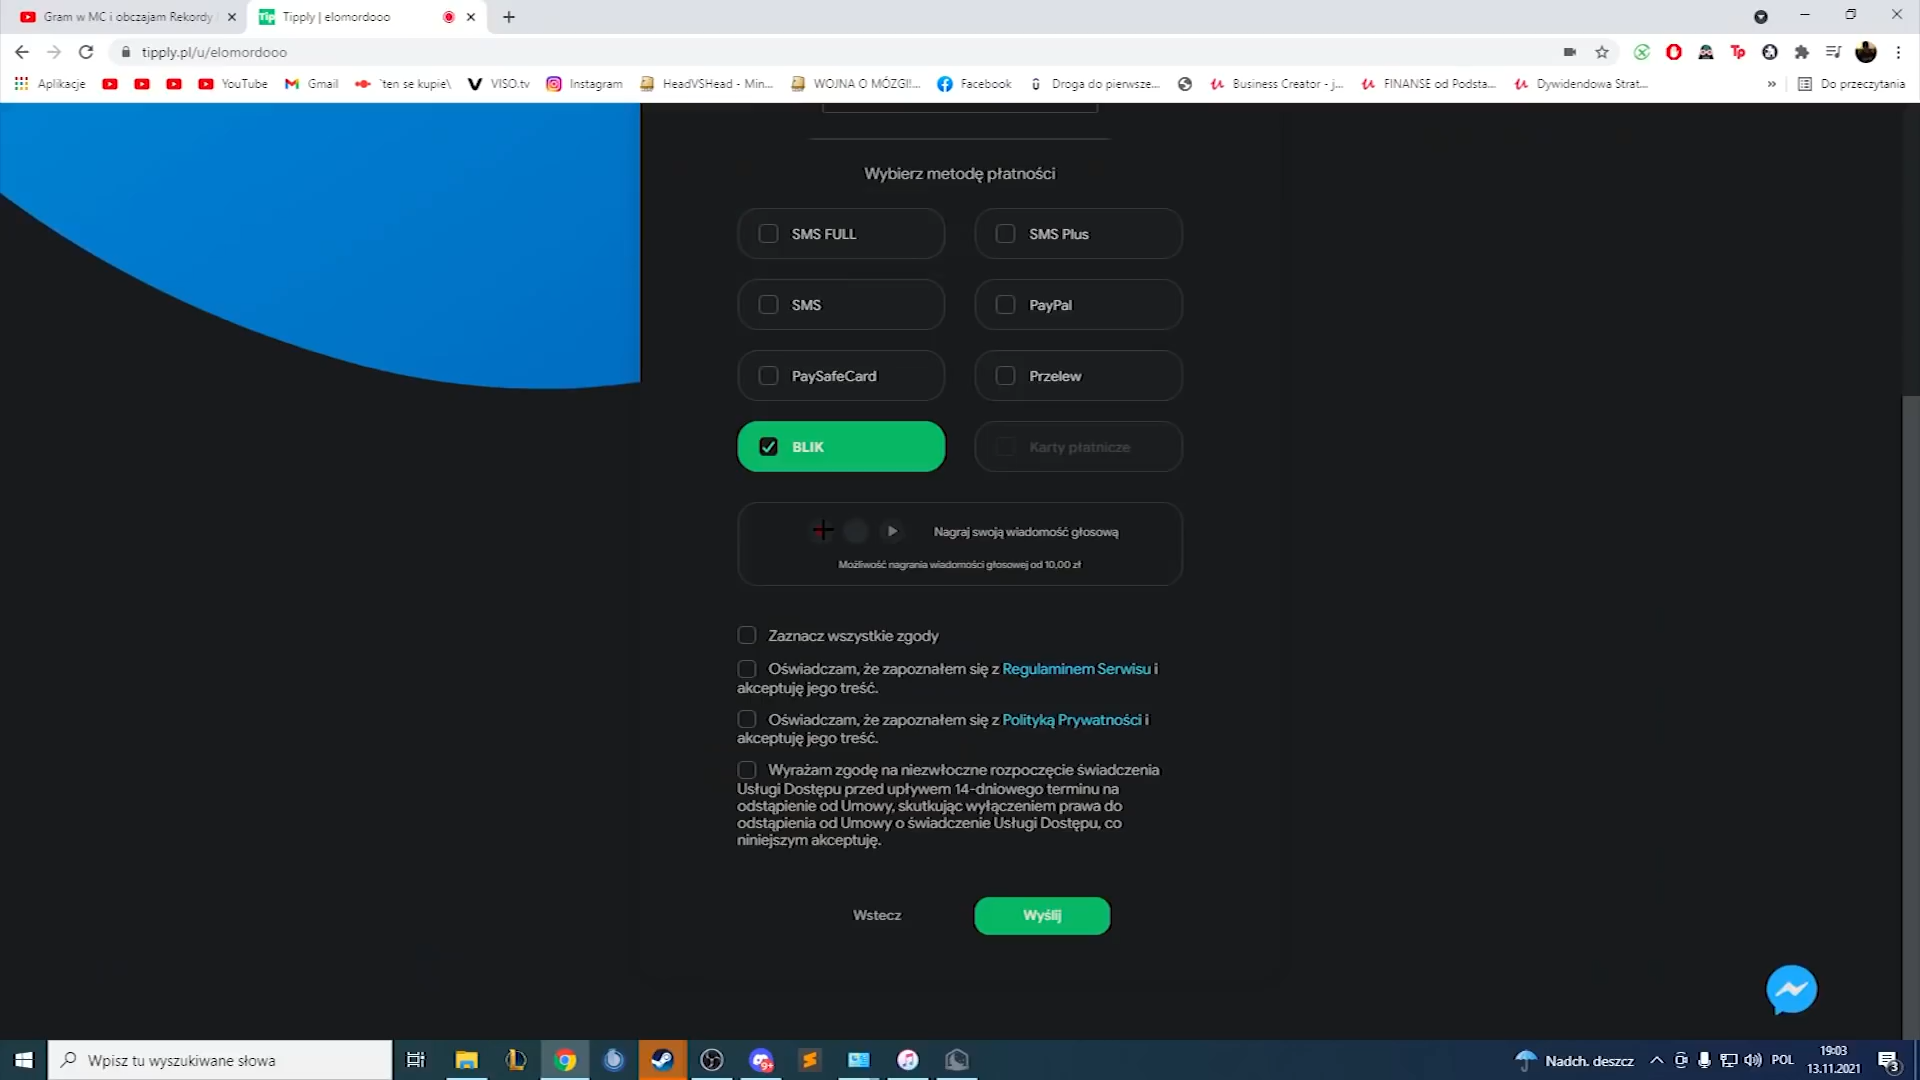 Gram w MC i obczajam Rekordy
Tip Tipply | elomordooo
tipply.pl/u/elomordooo
Aplikacje
YouTube
Gmail
`ten se kupie\
VISO.tv
Instagram
HeadVSHead - Min...
WOJNA O MÓZG!!...
Facebook
Droga do pierwsze...
Business Creator - j...
FINANSE od Podsta...
Dywidendowa Strat...
»
Do przeczytania
Wybierz metodę płatności
SMS FULL
SMS Plus
SMS
PayPal
PaySafeCard
Przelew
BLIK
Karty płatnicze
Nagraj swoją wiadomość głosową
Możliwość nagrania wiadomości głosowej od 10,00 zł
Zaznacz wszystkie zgody
Oświadczam, że zapoznałem się z Regulaminem Serwisu i
akceptuję jego treść.
Oświadczam, że zapoznałem się z Polityką Prywatności i
akceptuję jego treść.
Wyrażam zgodę na niezwłoczne rozpoczęcie świadczenia
Usługi Dostępu przed upływem 14-dniowego terminu na
odstąpienie od Umowy, skutkując wyłączeniem prawa do
odstąpienia od Umowy o świadczenie Usługi Dostępu, co
niniejszym akceptuję.
Wstecz
Wyślij
Wpisz tu wyszukiwane słowa
9+
Nadch. deszcz
POL
19:03
13.11.2021
3